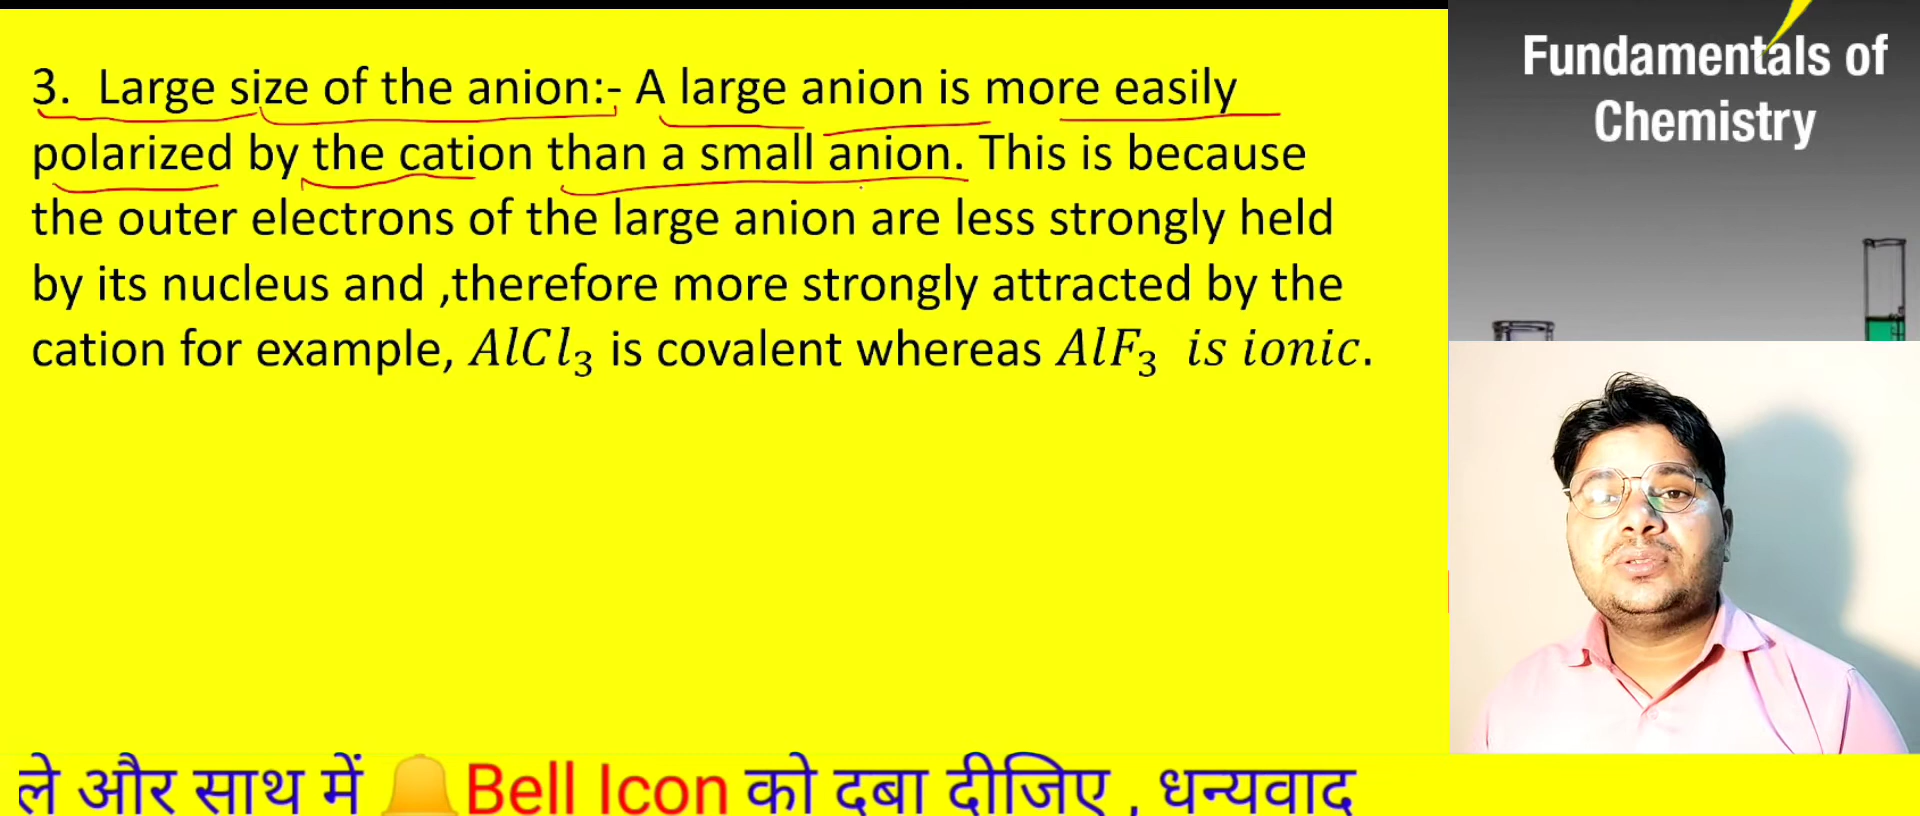 3. Large size of the anion:- A large anion is more easily
polarized by the cation than a small anion. This is because
the outer electrons of the large anion are less strongly held
by its nucleus and ,therefore more strongly attracted by the
cation for example, AlCl₃ is covalent whereas AlF₃ is ionic.
Fundamentals of
Chemistry
ले और साथ में 🔔Bell Icon को दबा दीजिए , धन्यवाद